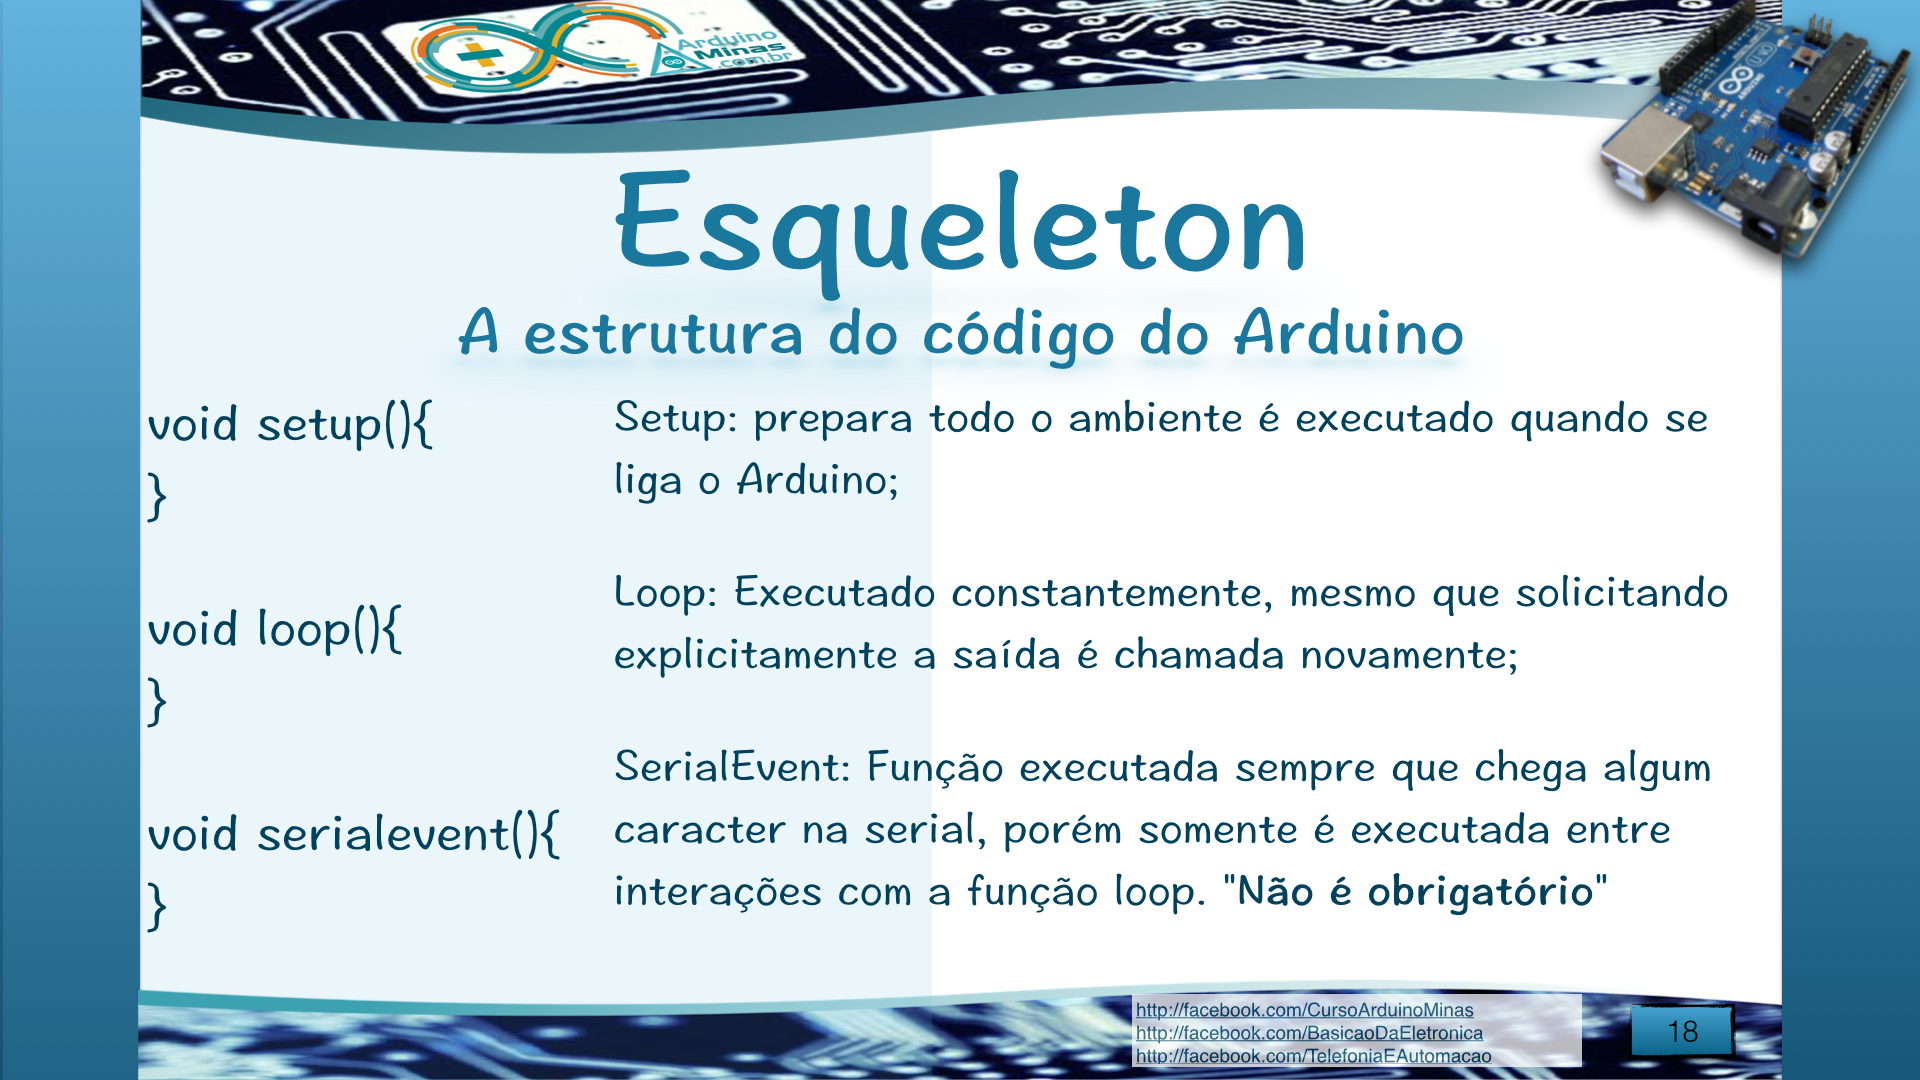 Arduino
Minas
.com.br
UNO
ARDUINO
Esqueleton
A estrutura do código do Arduino
void setup(){
}
void loop(){
}
void serialevent(){
}
Setup: prepara todo o ambiente é executado quando se
liga o Arduino;
Loop: Executado constantemente, mesmo que solicitando
explicitamente a saída é chamada novamente;
SerialEvent: Função executada sempre que chega algum
caracter na serial, porém somente é executada entre
interações com a função loop. "Não é obrigatório"
http://facebook.com/CursoArduinoMinas
http://facebook.com/BasicaoDaEletronica
http://facebook.com/TelefoniaEAutomacao
18